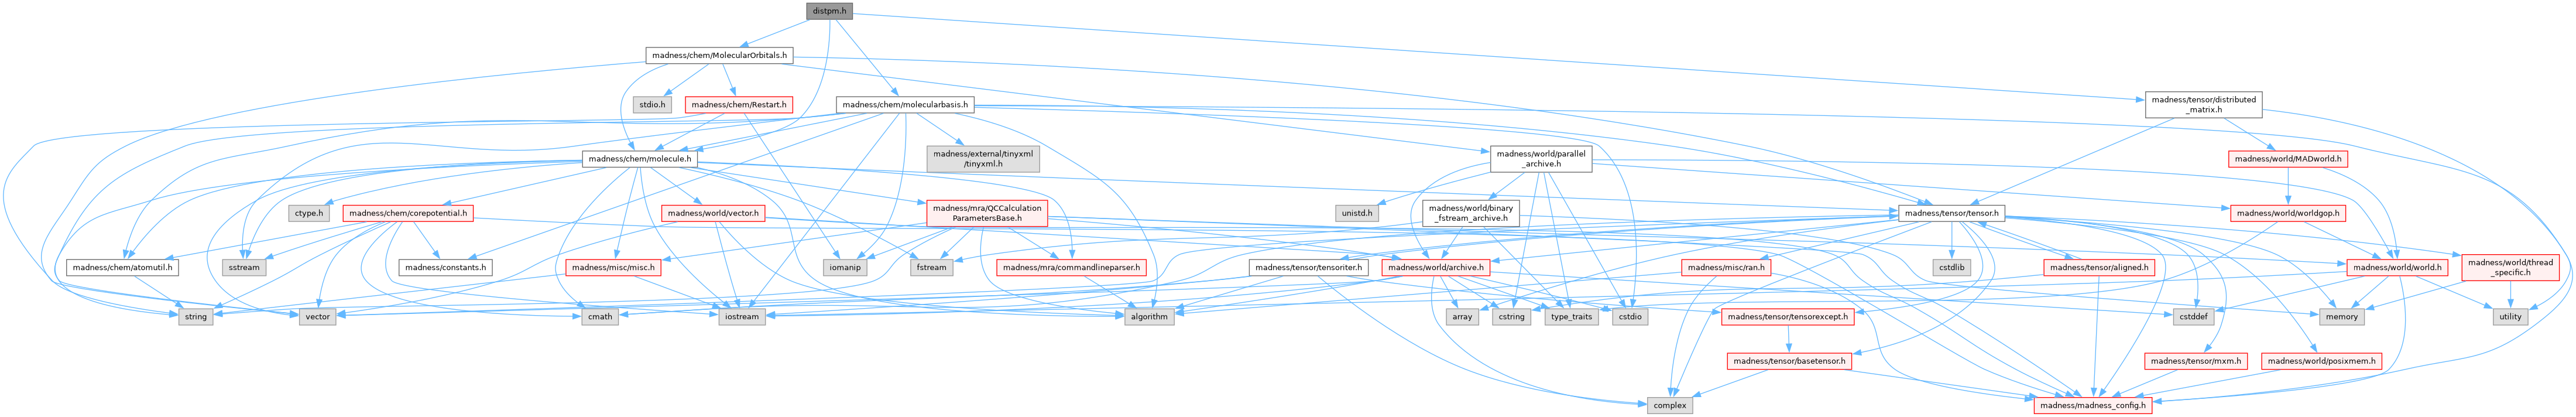 distpm.h
madness/chem/MolecularOrbitals.h
stdio.h
madness/chem/Restart.h
madness/chem/molecularbasis.h
madness/tensor/distributed
_matrix.h
madness/chem/molecule.h
madness/external/tinyxml
/tinyxml.h
madness/world/parallel
_archive.h
madness/world/MADworld.h
ctype.h
madness/chem/corepotential.h
madness/world/vector.h
madness/mra/QCCalculation
ParametersBase.h
unistd.h
madness/world/binary
_fstream_archive.h
madness/tensor/tensor.h
madness/world/worldgop.h
madness/chem/atomutil.h
sstream
madness/constants.h
madness/misc/misc.h
iomanip
fstream
madness/mra/commandlineparser.h
madness/tensor/tensoriter.h
madness/world/archive.h
madness/misc/ran.h
cstdlib
madness/tensor/aligned.h
madness/world/world.h
madness/world/thread
_specific.h
string
vector
cmath
iostream
algorithm
array
cstring
type_traits
cstdio
madness/tensor/tensorexcept.h
cstddef
memory
utility
madness/tensor/basetensor.h
madness/tensor/mxm.h
madness/world/posixmem.h
complex
madness/madness_config.h